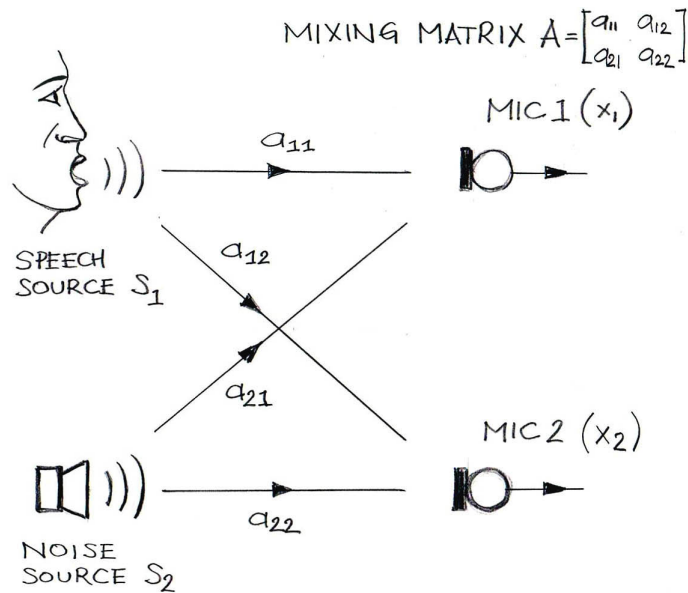 MIXING MATRIX A=[a11 a12
a21 a22]
MIC 1 (x1)
a11
a12
SPEECH
SOURCE S1
a21
MIC 2 (x2)
a22
NOISE
SOURCE S2